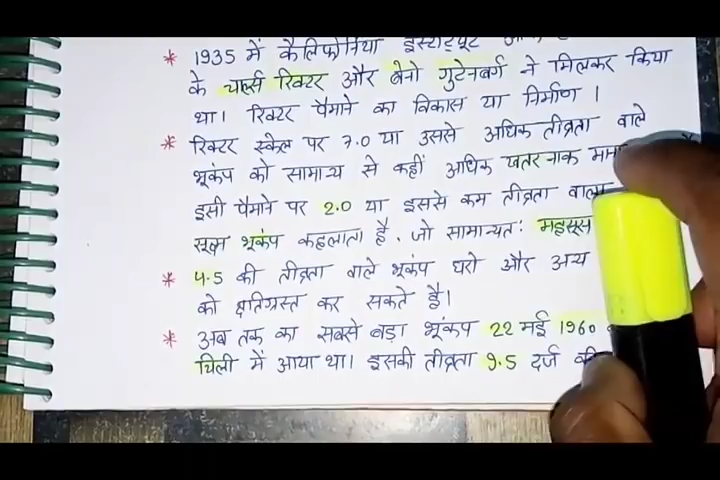 * 1935 में कैलिफोर्निया इंस्टीट्यूट
के चार्ल्स रिक्टर और बेनो गुटेनबर्ग ने मिलकर किया
था। रिक्टर पैमाने का विकास या निर्माण।
* रिक्टर स्केल पर 7.0 या उससे अधिक तीव्रता वाले
भूकंप को सामान्य से कहीं अधिक खतरनाक
इसी पैमाने पर 2.0 या इससे कम तीव्रता वाला
सूक्ष्म भूकंप कहलाता है. जो सामान्यतः महसूस
* 4.5 की तीव्रता वाले भूकंप घरो और अन्य
को क्षतिग्रस्त कर सकते है।
* अब तक का सबसे बड़ा भूंकप 22 मई 1960
चिली में आया था। इसकी तीव्रता 9.5 दर्ज